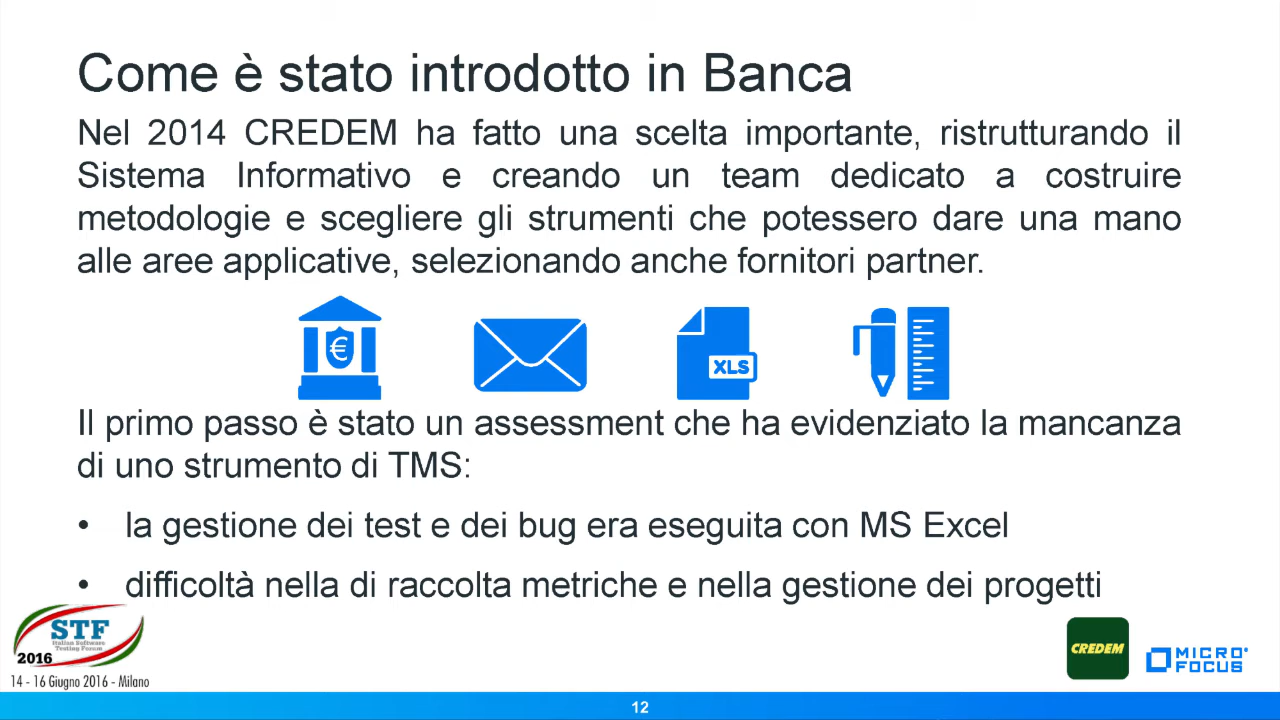 Come è stato introdotto in Banca
Nel 2014 CREDEM ha fatto una scelta importante, ristrutturando il
Sistema Informativo e creando un team dedicato a costruire
metodologie e scegliere gli strumenti che potessero dare una mano
alle aree applicative, selezionando anche fornitori partner.
€
XLS
Il primo passo è stato un assessment che ha evidenziato la mancanza
di uno strumento di TMS:
• la gestione dei test e dei bug era eseguita con MS Excel
• difficoltà nella di raccolta metriche e nella gestione dei progetti
STF
Italian Software
Testing Forum
2016
14 - 16 Giugno 2016 - Milano
CREDEM
MICRO
FOCUS
12